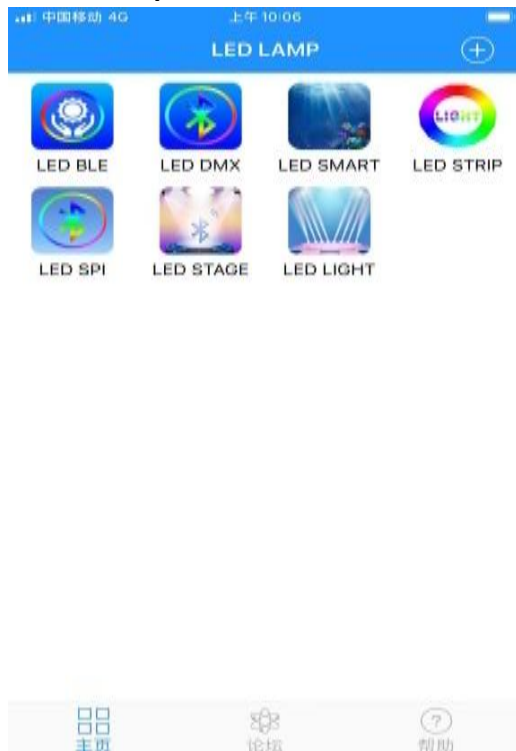 中国移动 4G 上午10:06
LED LAMP
LIGHT
LED BLE LED DMX LED SMART LED STRIP
LED SPI LED STAGE LED LIGHT
主页 论坛 帮助